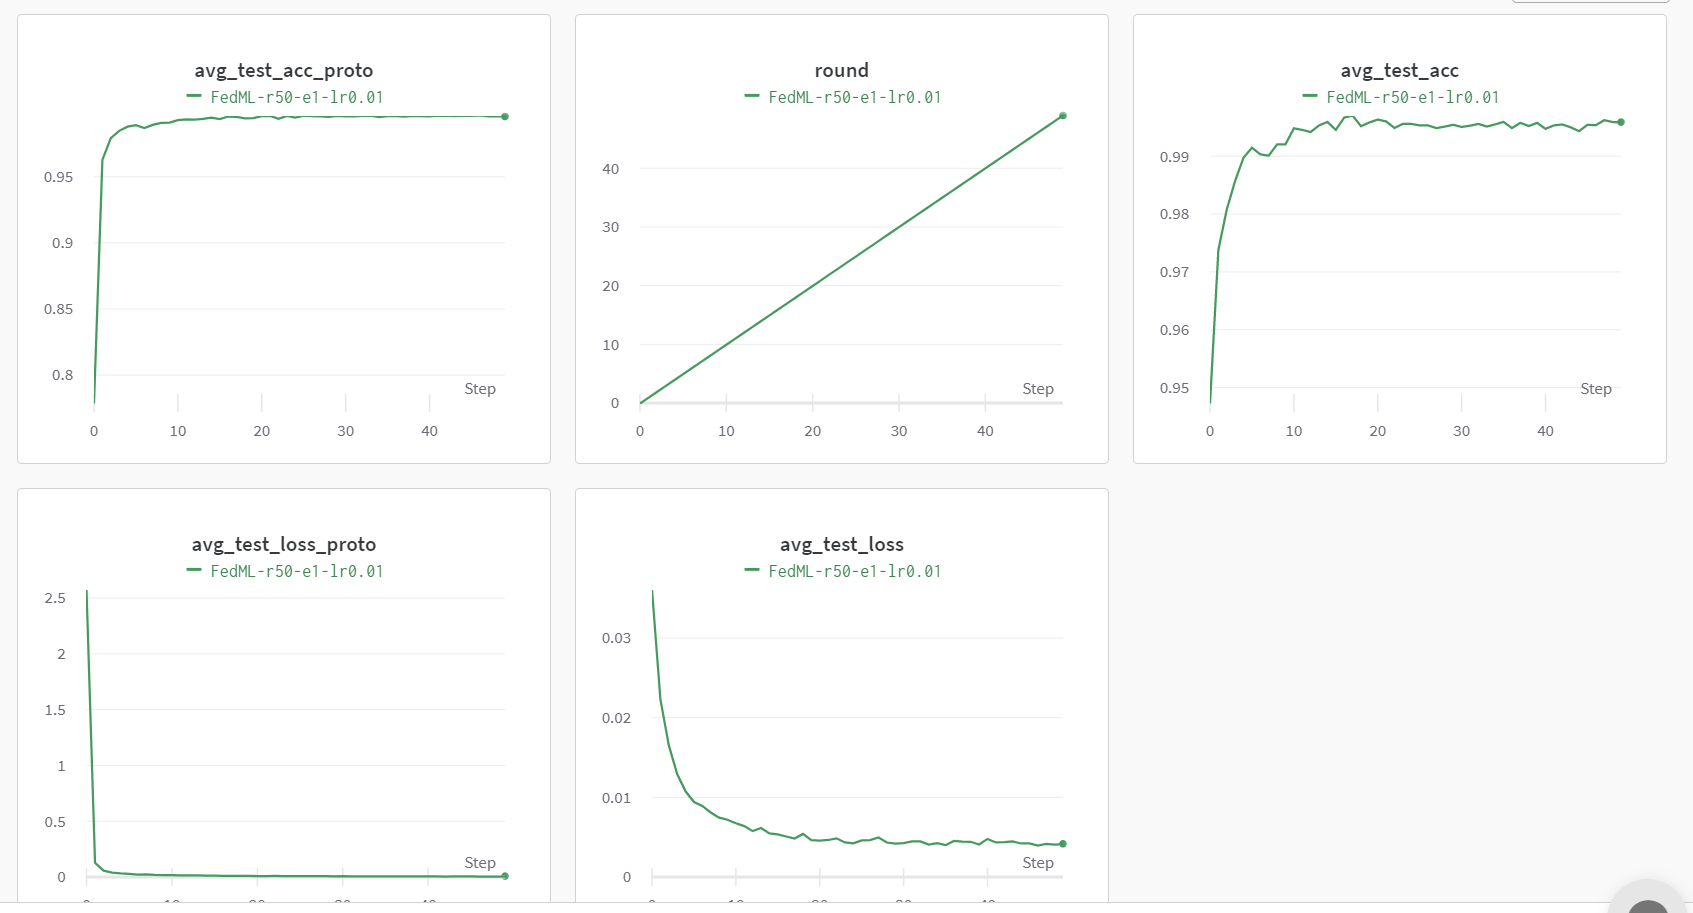 avg_test_acc_proto
FedML-r50-e1-lr0.01
0.95
0.9
0.85
0.8
Step
0 10 20 30 40
round
FedML-r50-e1-lr0.01
40
30
20
10
0
Step
0 10 20 30 40
avg_test_acc
FedML-r50-e1-lr0.01
0.99
0.98
0.97
0.96
0.95
Step
0 10 20 30 40
avg_test_loss_proto
FedML-r50-e1-lr0.01
2.5
2
1.5
1
0.5
0
Step
avg_test_loss
FedML-r50-e1-lr0.01
0.03
0.02
0.01
0
Step